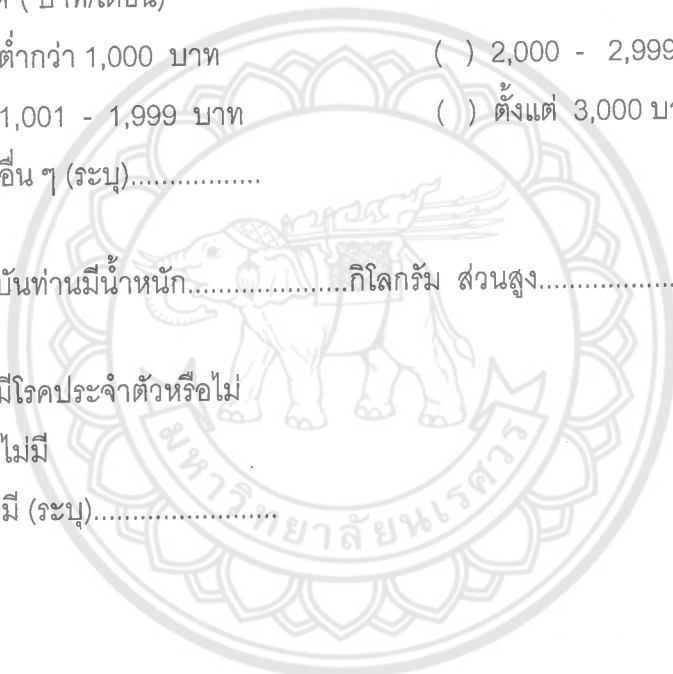 ( บาท/เดือน)
ต่ำกว่า 1,000 บาท ( ) 2,000 - 2,999
1,001 - 1,999 บาท ( ) ตั้งแต่ 3,000
อื่น ๆ (ระบุ).................
ท่านมีน้ำหนัก.....................กิโลกรัม ส่วนสูง..................
มีโรคประจำตัวหรือไม่
ไม่มี
มี (ระบุ)........................
มหาวิทยาลัยนเรศวร